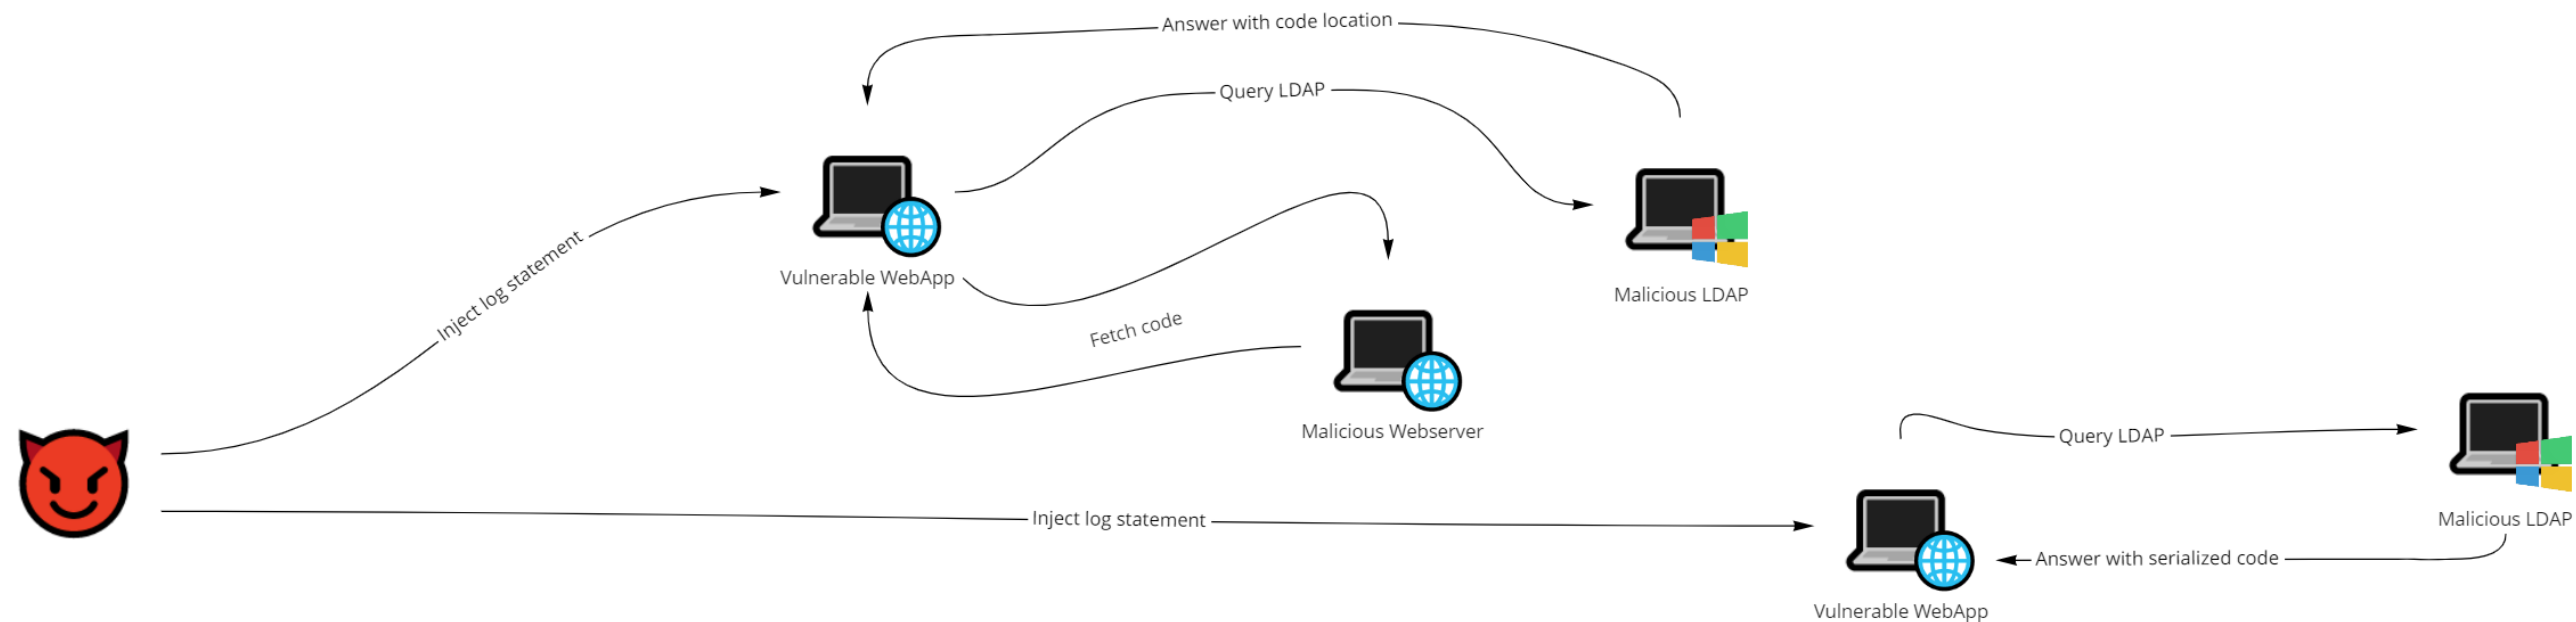 Answer with code location
Query LDAP
Inject log statement
Vulnerable WebApp
Malicious LDAP
Fetch code
Malicious Webserver
Query LDAP
Inject log statement
Malicious LDAP
Answer with serialized code
Vulnerable WebApp